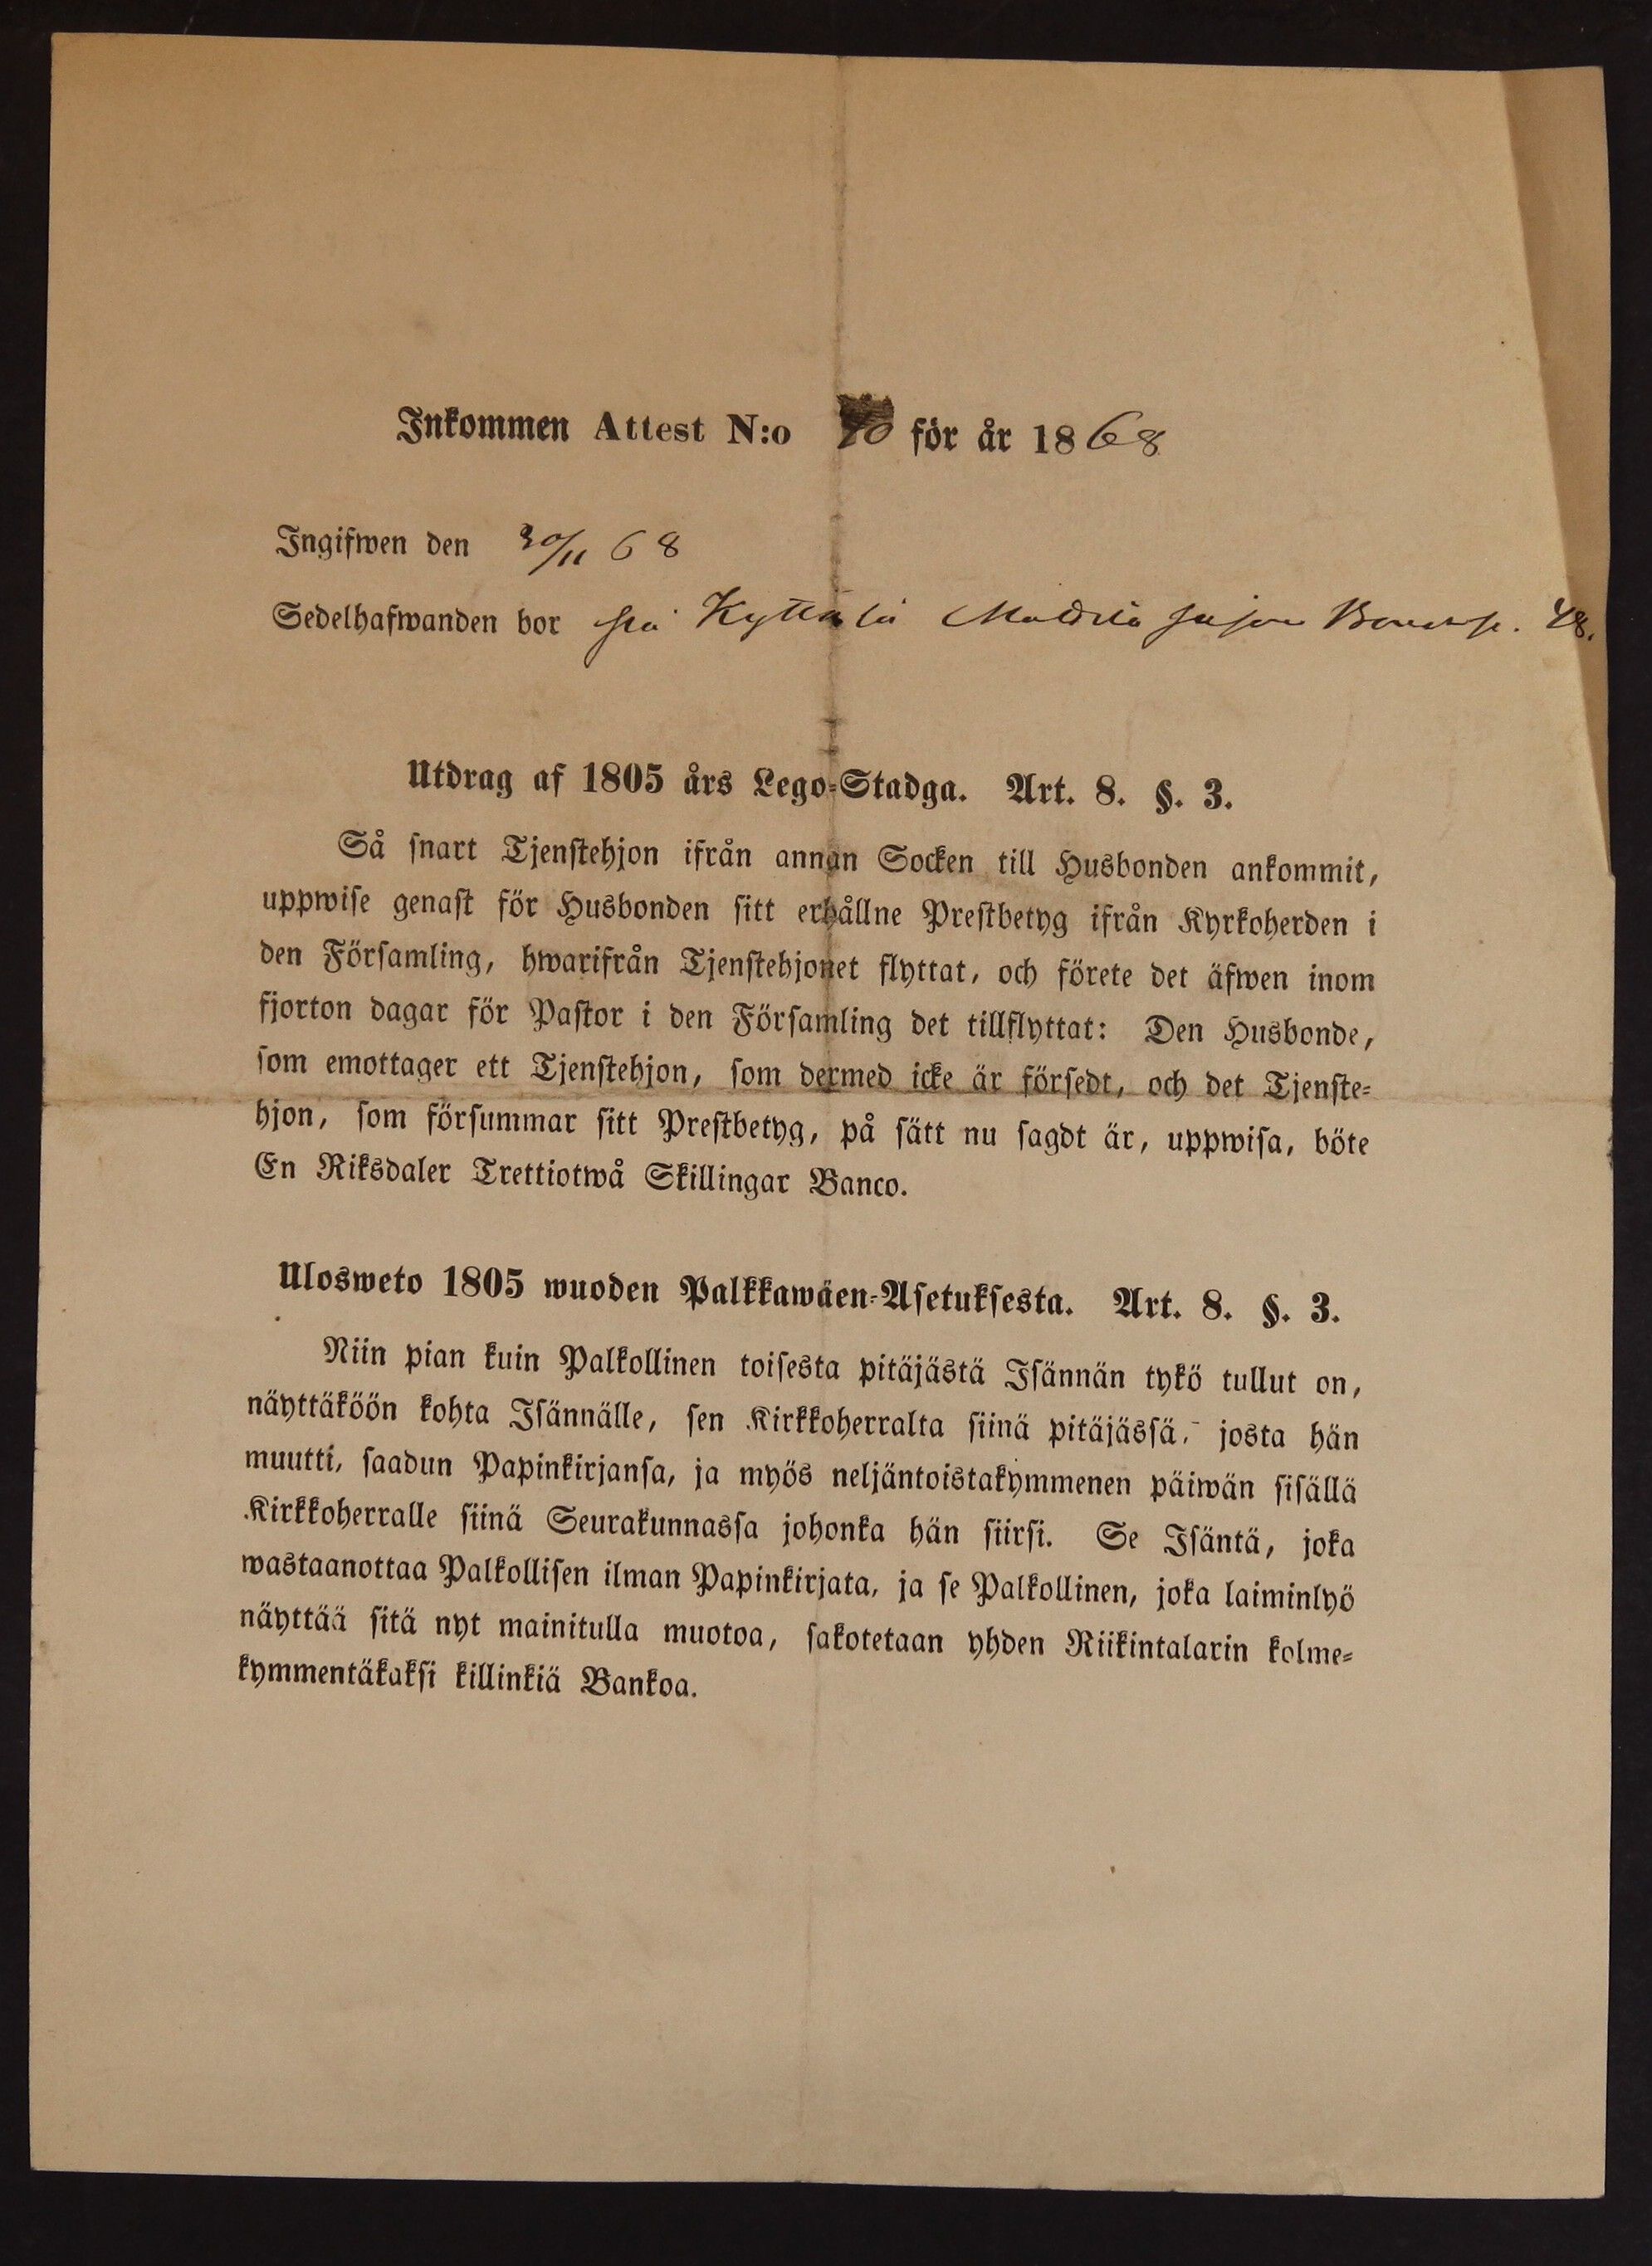 Inkommen Attest N:o 70 för år 1868
Ingifwen den 30/11 68
Sedelhafwanden bor på Kyttälä 48.
Utdrag af 1805 års Lego-Stadga. Art. 8. §. 3.
Så snart Tjenstehjon ifrån annan Socken till Husbonden ankommit,
uppwise genast för Husbonden sitt erhållne Prestbetyg ifrån Kyrkoherden i
den Församling, hwarifrån Tjenstehjonet flyttat, och förete det äfwen inom
fjorton dagar för Pastor i den Församling det tillflyttat: Den Husbonde,
som emottager ett Tjenstehjon, som dermed icke är försedt, och det Tjenste-
hjon, som försummar sitt Prestbetyg, på sätt nu sagdt är, uppwisa, böte
En Riksdaler Trettiotwå Skillingar Banco.
Ulosweto 1805 wuoden Palkkawäen-Asetuksesta. Art. 8. §. 3.
Niin pian kuin Palkollinen toisesta pitäjästä Isännän tykö tullut on,
näyttäköön kohta Isännälle, sen Kirkkoherralta siinä pitäjässä, josta hän
muutti, saadun Papinkirjansa, ja myös neljäntoistakymmenen päiwän sisällä
Kirkkoherralle siinä Seurakunnassa johonka hän siirsi. Se Isäntä, joka
wastaanottaa Palkollisen ilman Papinkirjata, ja se Palkollinen, joka laiminlyö
näyttää sitä nyt mainitulla muotoa, sakotetaan yhden Riikintalarin kolme-
kymmentäkaksi killinkiä Bankoa.